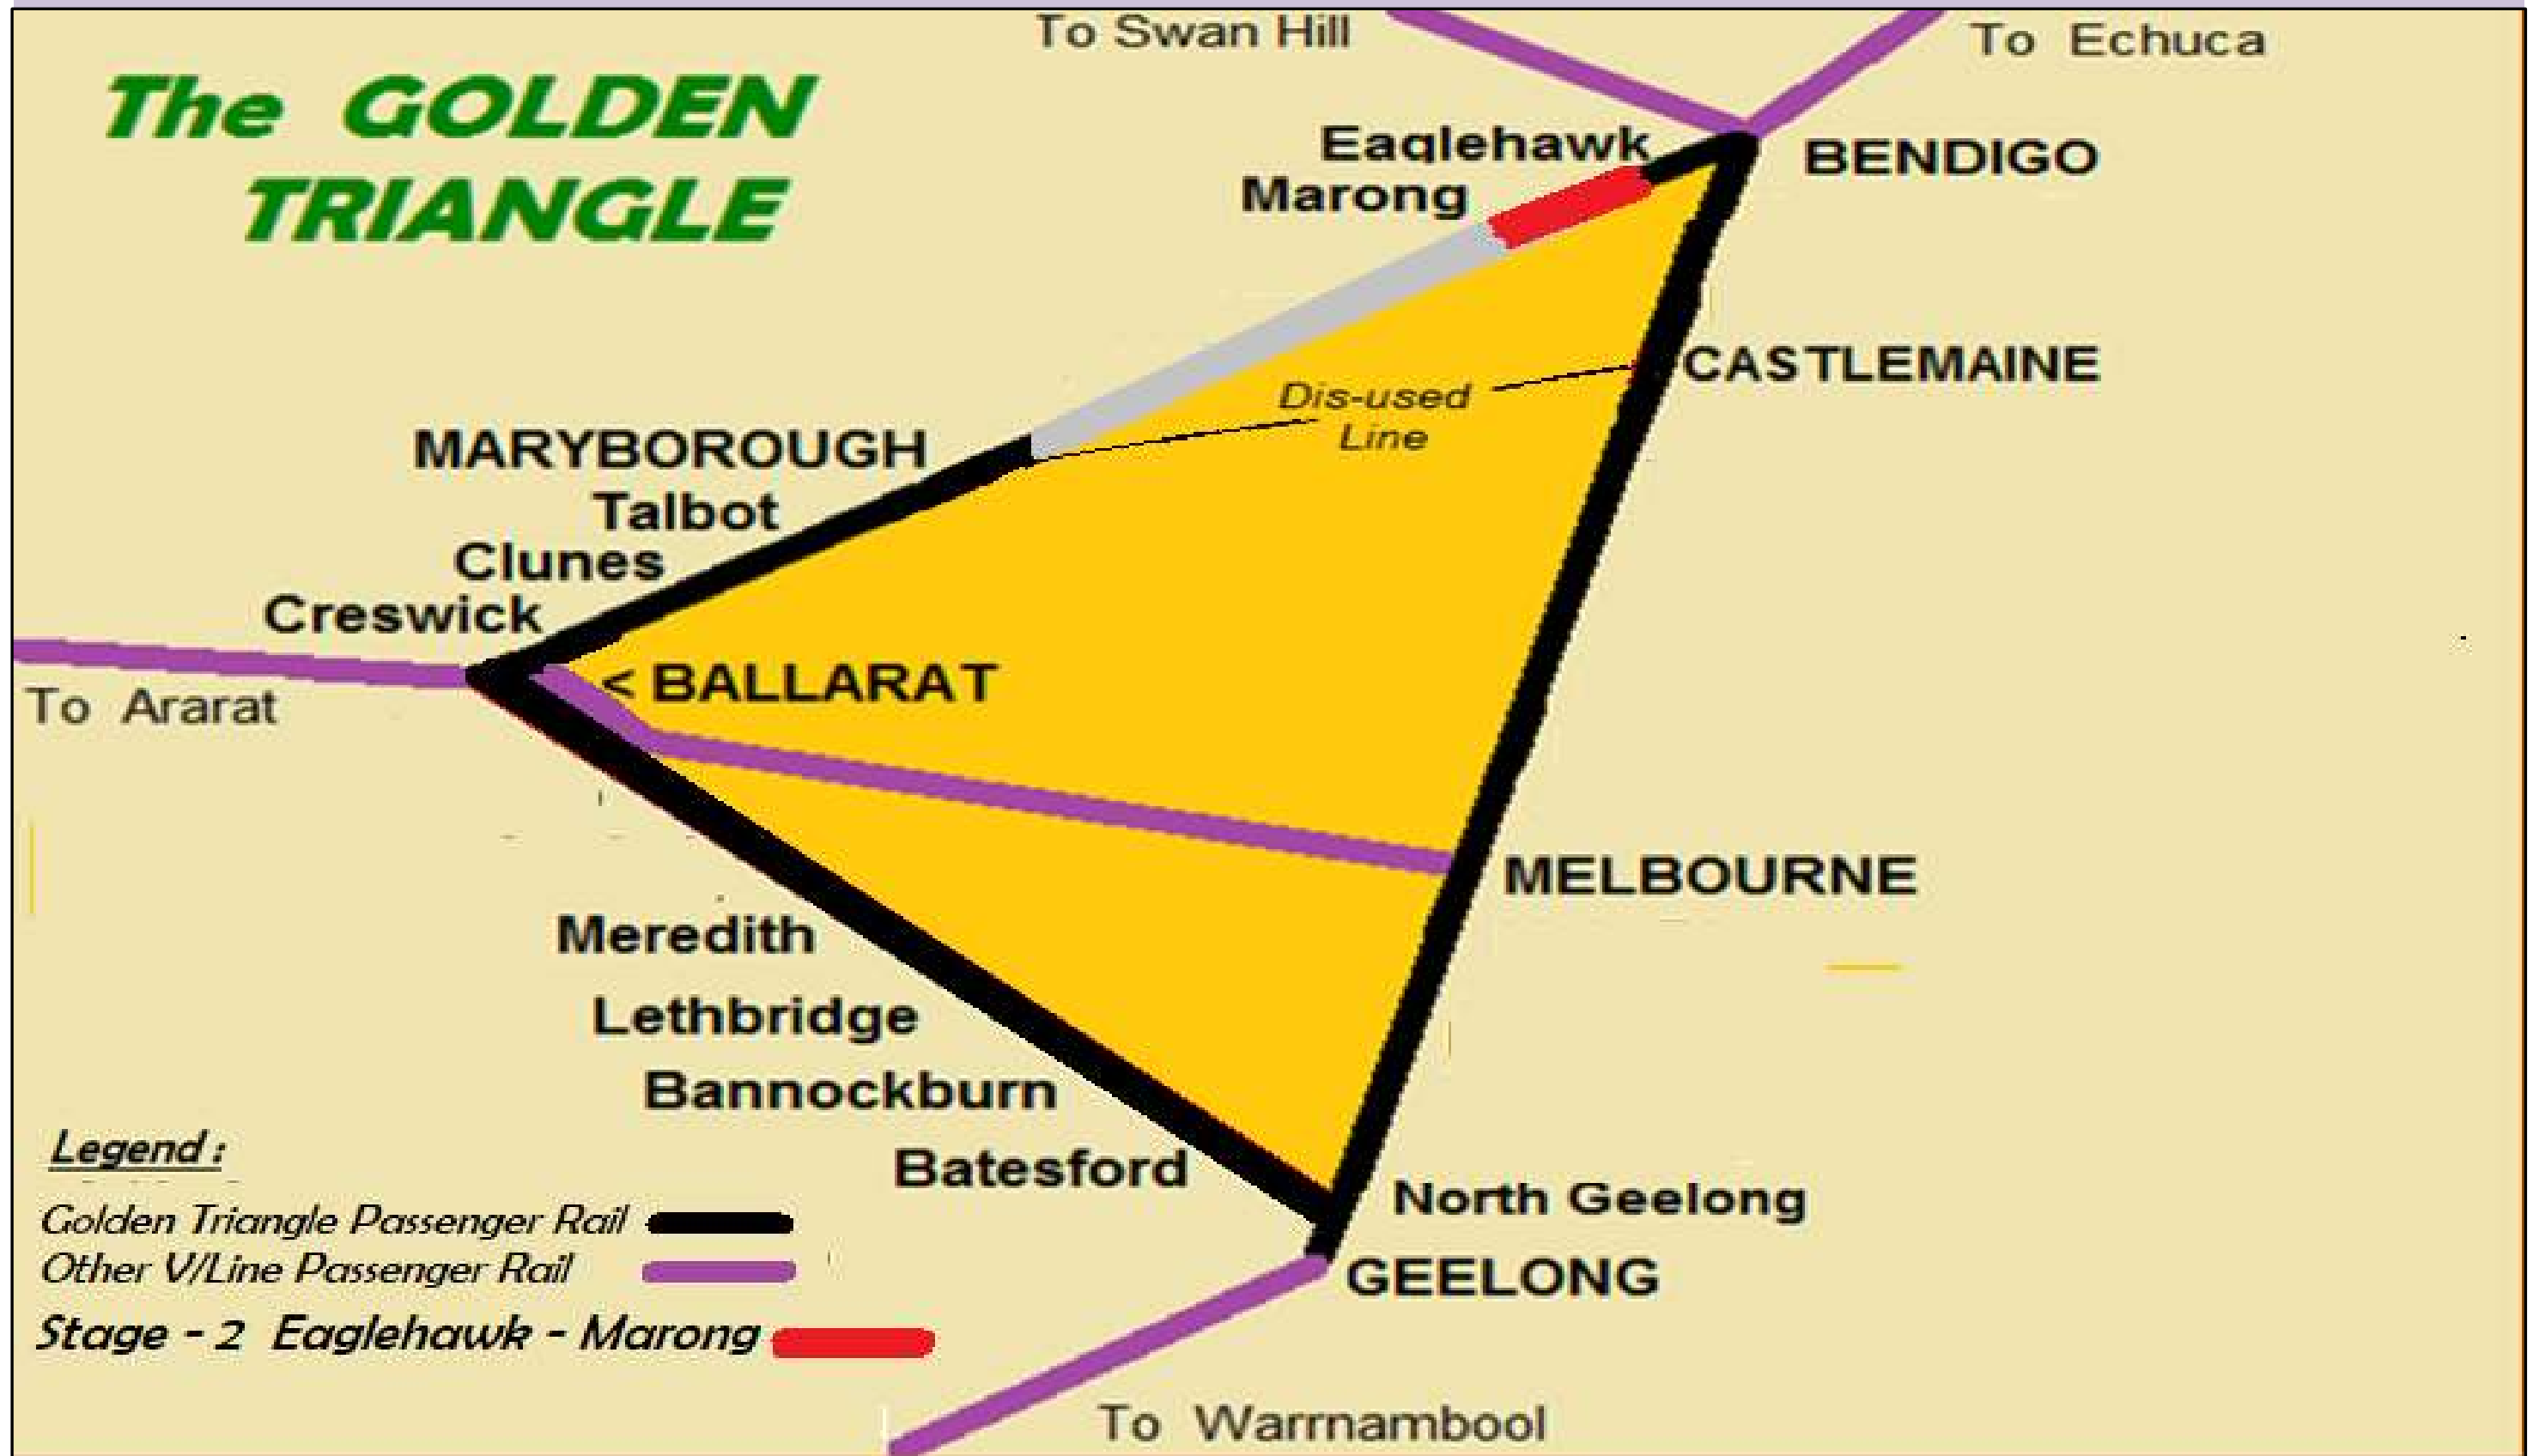 To Swan Hill
To Echuca
The GOLDEN
TRIANGLE
Eaglehawk
BENDIGO
Marong
CASTLEMAINE
Dis-used
Line
MARYBOROUGH
Talbot
Clunes
Creswick
< BALLARAT
To Ararat
MELBOURNE
Meredith
Lethbridge
Bannockburn
Batesford
North Geelong
GEELONG
Legend :
Golden Triangle Passenger Rail
Other V/Line Passenger Rail
Stage - 2 Eaglehawk - Marong
To Warrnambool